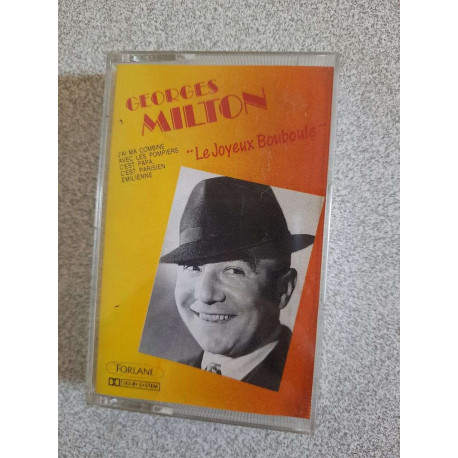 GEORGES
MILTON
J'AI MA COMBINE
AVEC LES POMPIERS
C'EST PAPA,
C'EST PARISIEN
EMILIENNE
"Le Joyeux Bouboule"
FORLANE
DOLBY SYSTEM